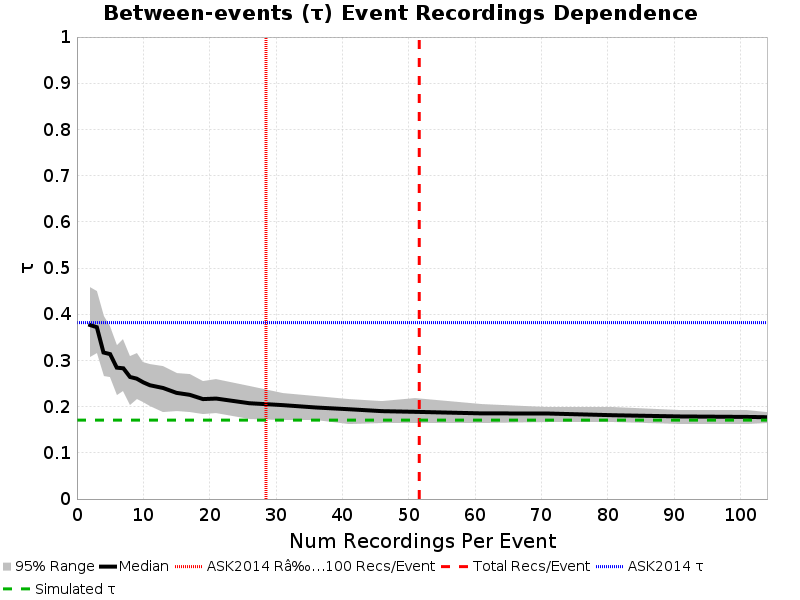 Between-events (τ) Event Recordings Dependence
1
0.9
0.8
0.7
0.6
0.5
0.4
0.3
0.2
0.1
0
τ
0 10 20 30 40 50 60 70 80 90 100
Num Recordings Per Event
95% Range Median ASK2014 Râ‰…100 Recs/Event Total Recs/Event ASK2014 τ
Simulated τ